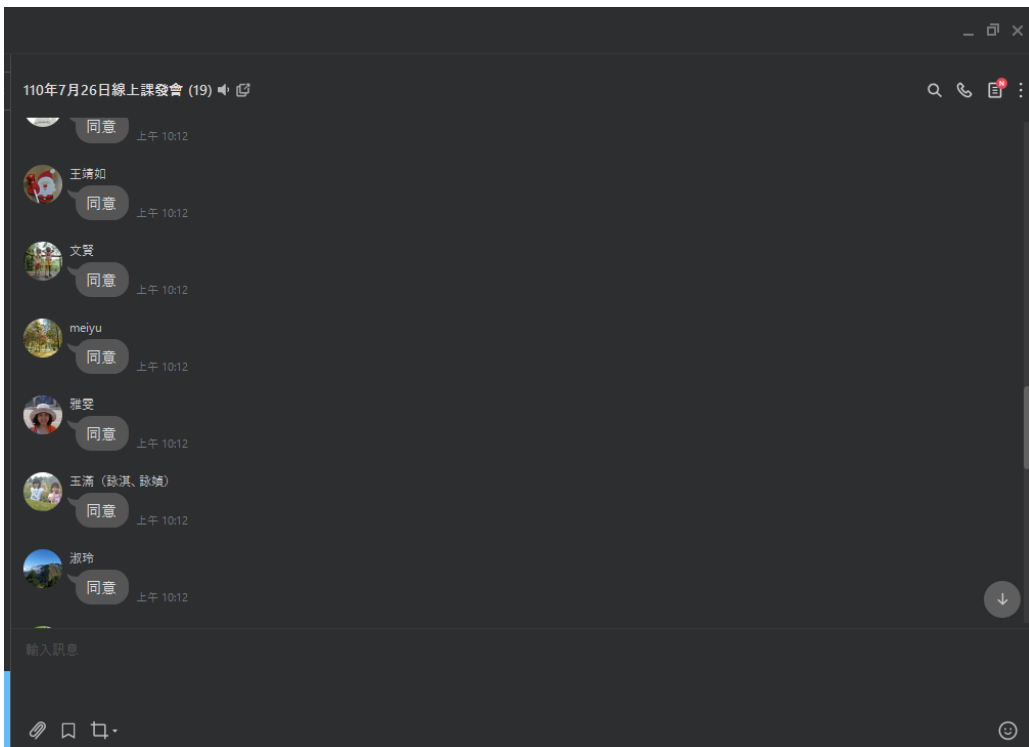 110年7月26日線上課發會 (19)
同意
上午 10:12
王靖如
同意
上午 10:12
文賢
同意
上午 10:12
meiyu
同意
上午 10:12
雅雯
同意
上午 10:12
玉滿（詠淇、詠媜）
同意
上午 10:12
淑玲
同意
上午 10:12
輸入訊息